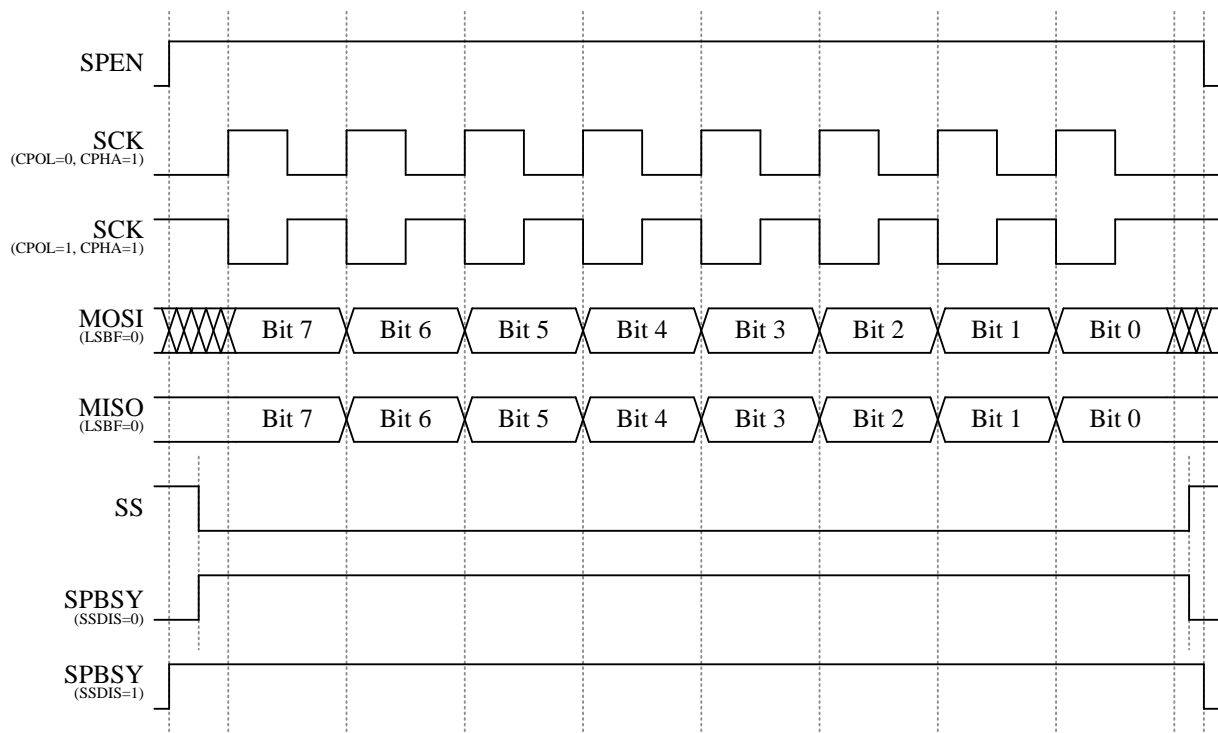 SPEN
SCK
(CPOL=0, CPHA=1)
SCK
(CPOL=1, CPHA=1)
MOSI
(LSBF=0)
Bit 7 Bit 6 Bit 5 Bit 4 Bit 3 Bit 2 Bit 1 Bit 0
MISO
(LSBF=0)
Bit 7 Bit 6 Bit 5 Bit 4 Bit 3 Bit 2 Bit 1 Bit 0
SS
SPBSY
(SSDIS=0)
SPBSY
(SSDIS=1)